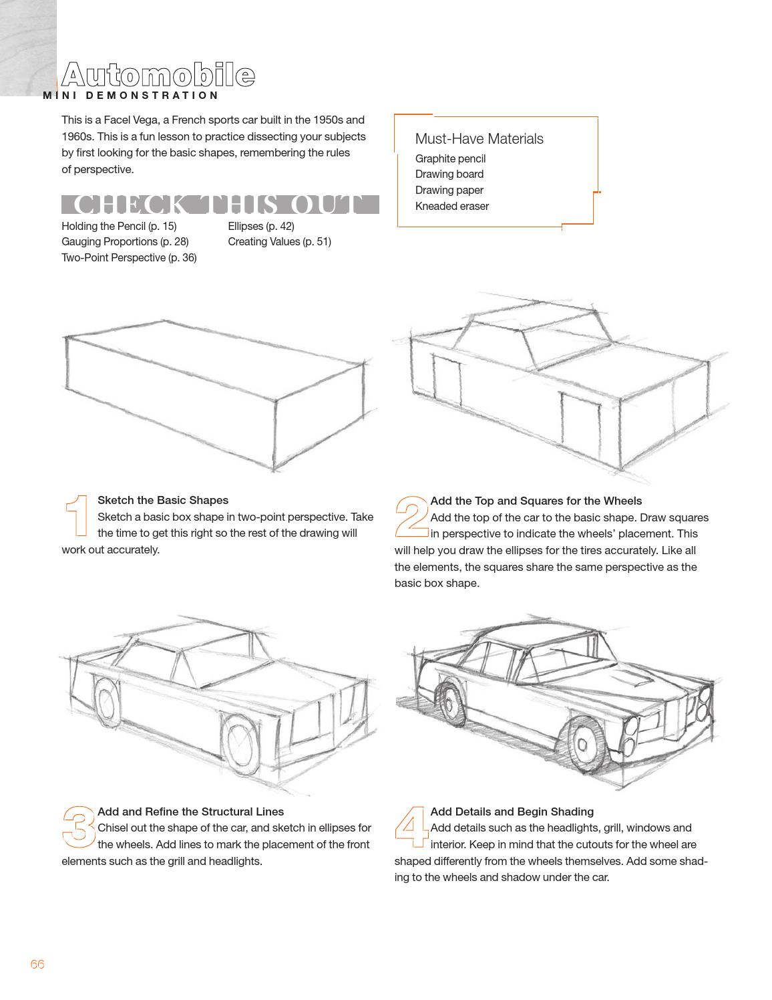 Automobile
MINI DEMONSTRATION
This is a Facel Vega, a French sports car built in the 1950s and
1960s. This is a fun lesson to practice dissecting your subjects
by first looking for the basic shapes, remembering the rules
of perspective.
CHECK THIS OUT
Holding the Pencil (p. 15)
Gauging Proportions (p. 28)
Two-Point Perspective (p. 36)
Ellipses (p. 42)
Creating Values (p. 51)
Must-Have Materials
Graphite pencil
Drawing board
Drawing paper
Kneaded eraser
1 Sketch the Basic Shapes
Sketch a basic box shape in two-point perspective. Take
the time to get this right so the rest of the drawing will
work out accurately.
2 Add the Top and Squares for the Wheels
Add the top of the car to the basic shape. Draw squares
in perspective to indicate the wheels’ placement. This
will help you draw the ellipses for the tires accurately. Like all
the elements, the squares share the same perspective as the
basic box shape.
3 Add and Refine the Structural Lines
Chisel out the shape of the car, and sketch in ellipses for
the wheels. Add lines to mark the placement of the front
elements such as the grill and headlights.
4 Add Details and Begin Shading
Add details such as the headlights, grill, windows and
interior. Keep in mind that the cutouts for the wheel are
shaped differently from the wheels themselves. Add some shad-
ing to the wheels and shadow under the car.
66